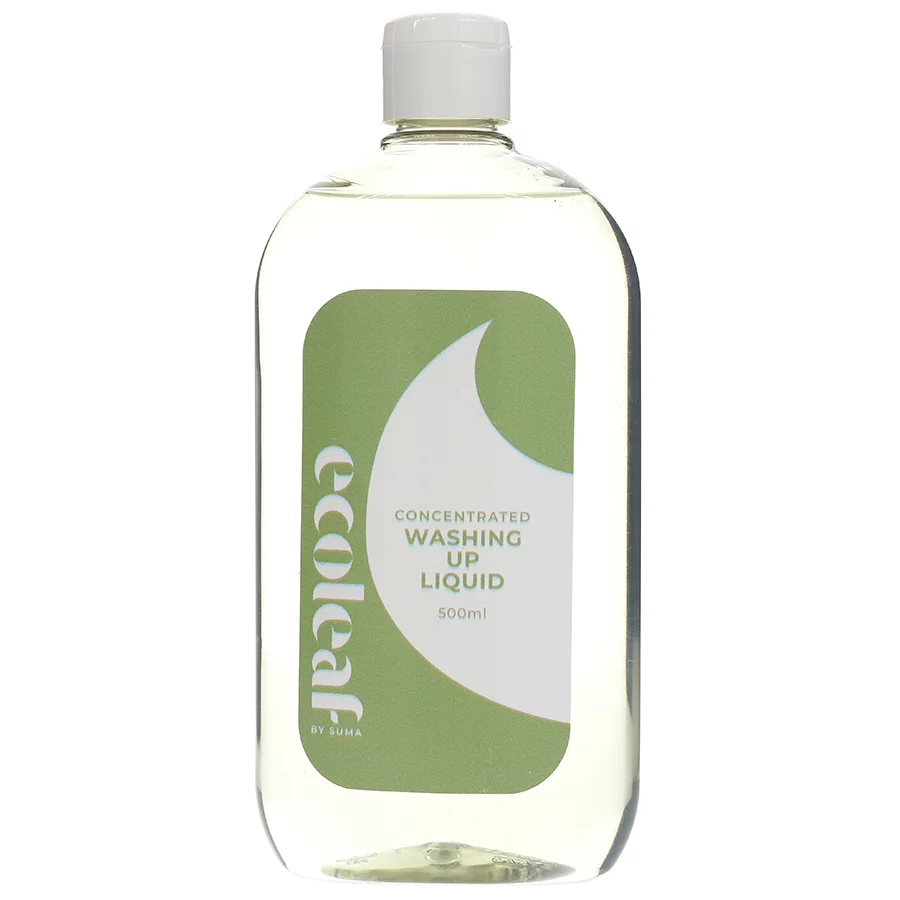 ecoleaf
BY SUMA
CONCENTRATED
WASHING
UP
LIQUID
500ml